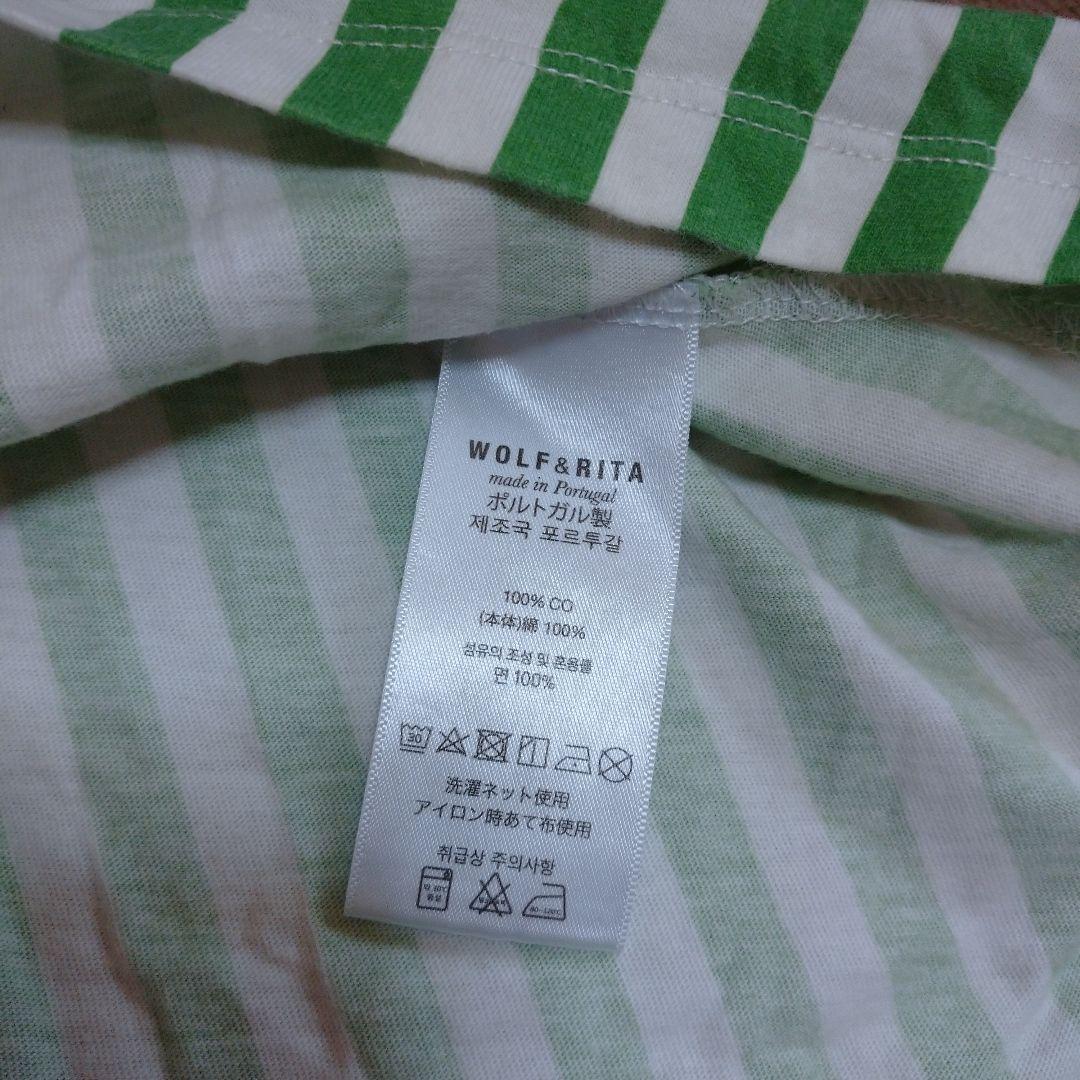 WOLF&RITA
made in Portugal
ポルトガル製
제조국 포르투갈
100% CO
(本体)綿 100%
섬유의 조성 및 혼용률
면 100%
30
洗濯ネット使用
アイロン時あて布使用
취급상 주의사항
80~120℃